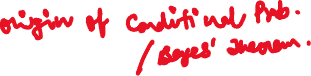 origin of Conditional Prob.
/ Bayes' Theorem.